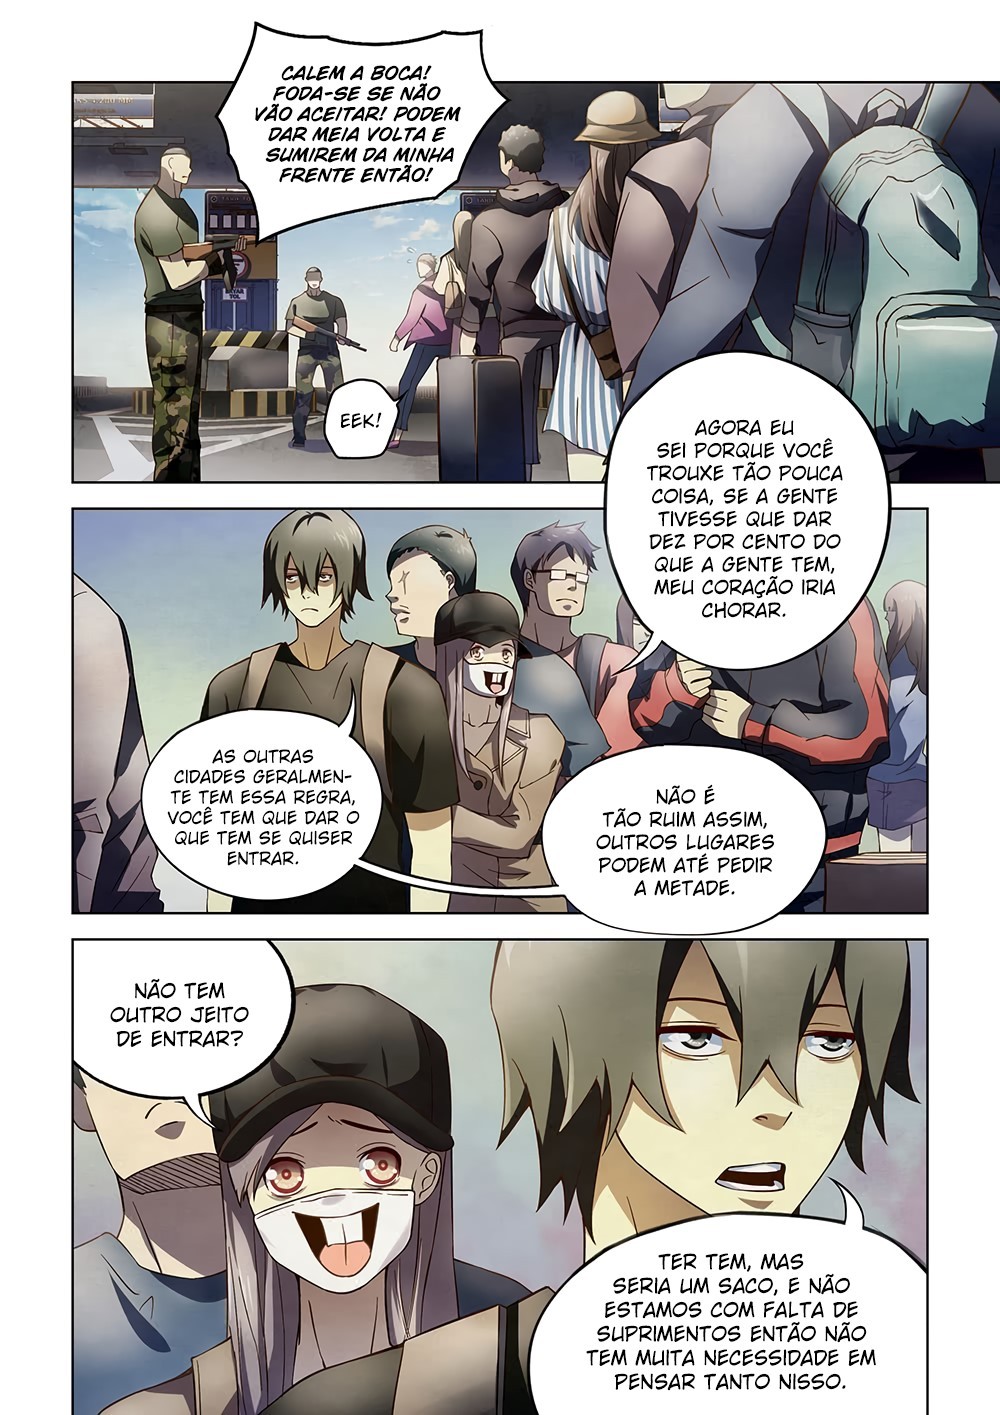 CALEM A BOCA!
FODA-SE SE NÃO
VÃO ACEITAR! PODEM
DAR MEIA VOLTA E
SUMIREM DA MINHA
FRENTE ENTÃO!
EEK!
AGORA EU
SEI PORQUE VOCÊ
TROUXE TÃO POUCA
COISA, SE A GENTE
TIVESSE QUE DAR
DEZ POR CENTO DO
QUE A GENTE TEM,
MEU CORAÇÃO IRIA
CHORAR.
AS OUTRAS
CIDADES GERALMEN-
TE TEM ESSA REGRA,
VOCÊ TEM QUE DAR O
QUE TEM SE QUISER
ENTRAR.
NÃO É
TÃO RUIM ASSIM,
OUTROS LUGARES
PODEM ATÉ PEDIR
A METADE.
NÃO TEM
OUTRO JEITO
DE ENTRAR?
TER TEM, MAS
SERIA UM SACO, E NÃO
ESTAMOS COM FALTA DE
SUPRIMENTOS ENTÃO NÃO
TEM MUITA NECESSIDADE EM
PENSAR TANTO NISSO.